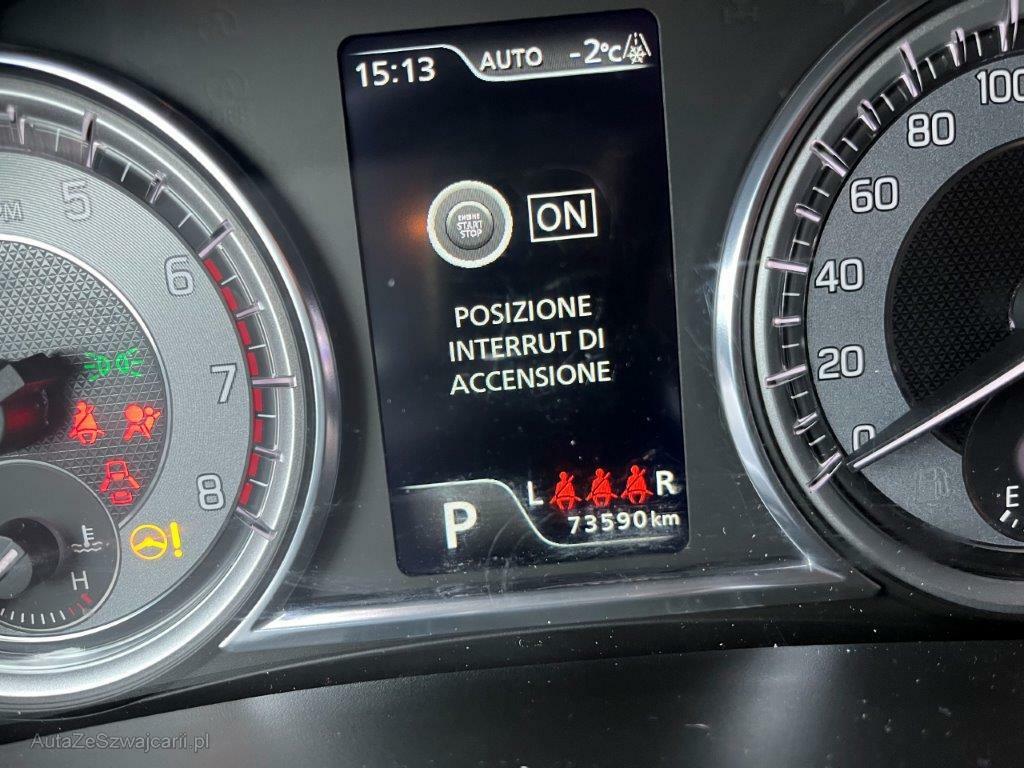 15:13 AUTO -2°C
ENGINE
START
STOP
ON
POSIZIONE
INTERRUT DI
ACCENSIONE
L R
P 73590 km
5
6
7
8
H
100
80
60
40
20
0
E
AutaZeSzwajcarii.pl